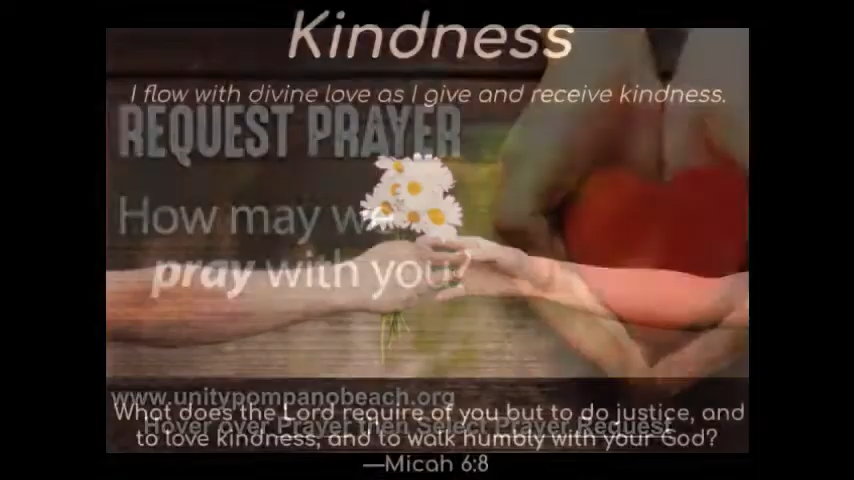 Kindness
I flow with divine love as I give and receive kindness.
REQUEST PRAYER
How may we
pray with you?
www.unitypompanobeach.org
What does the Lord require of you but to do justice, and
Hover over Prayer then Select Prayer Request
to love kindness, and to walk humbly with your God?
—Micah 6:8